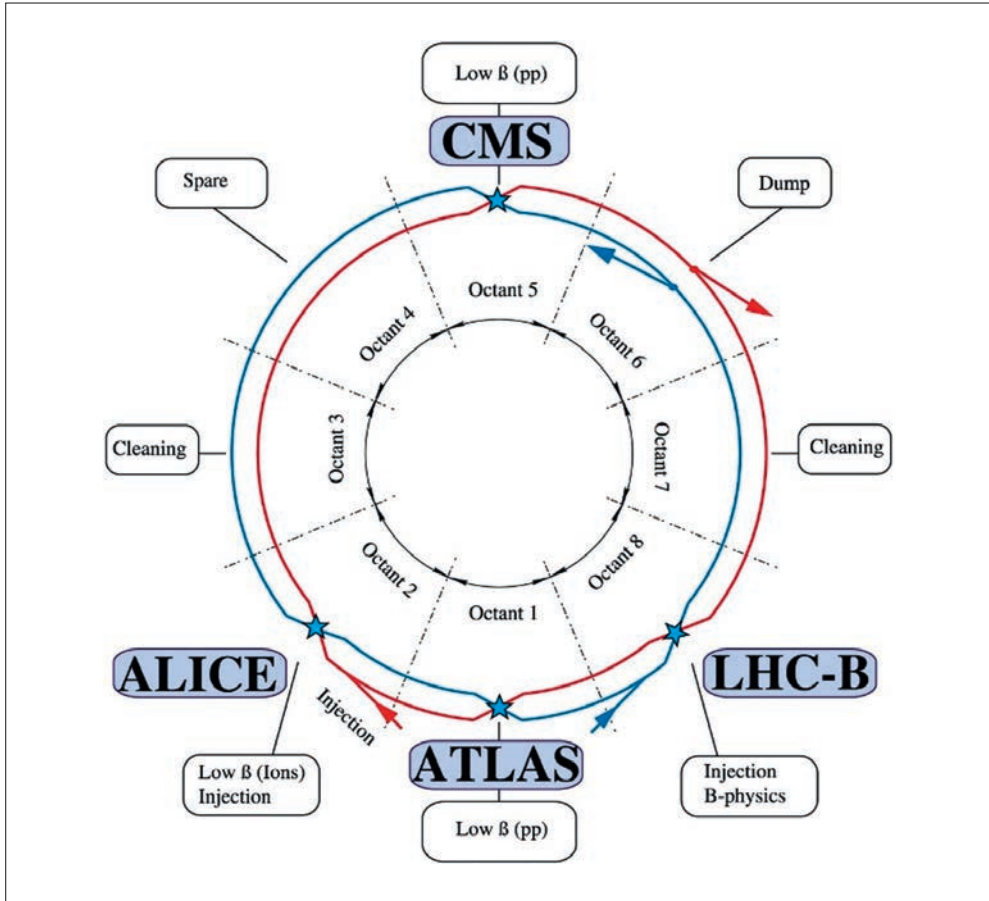 Low ß (pp)
CMS
Spare
Dump
Octant 5
Octant 4
Octant 6
Cleaning
Octant 3
Octant 7
Cleaning
Octant 2
Octant 8
Octant 1
ALICE
LHC-B
Injection
ATLAS
Low ß (Ions)
Injection
Injection
B-physics
Low ß (pp)